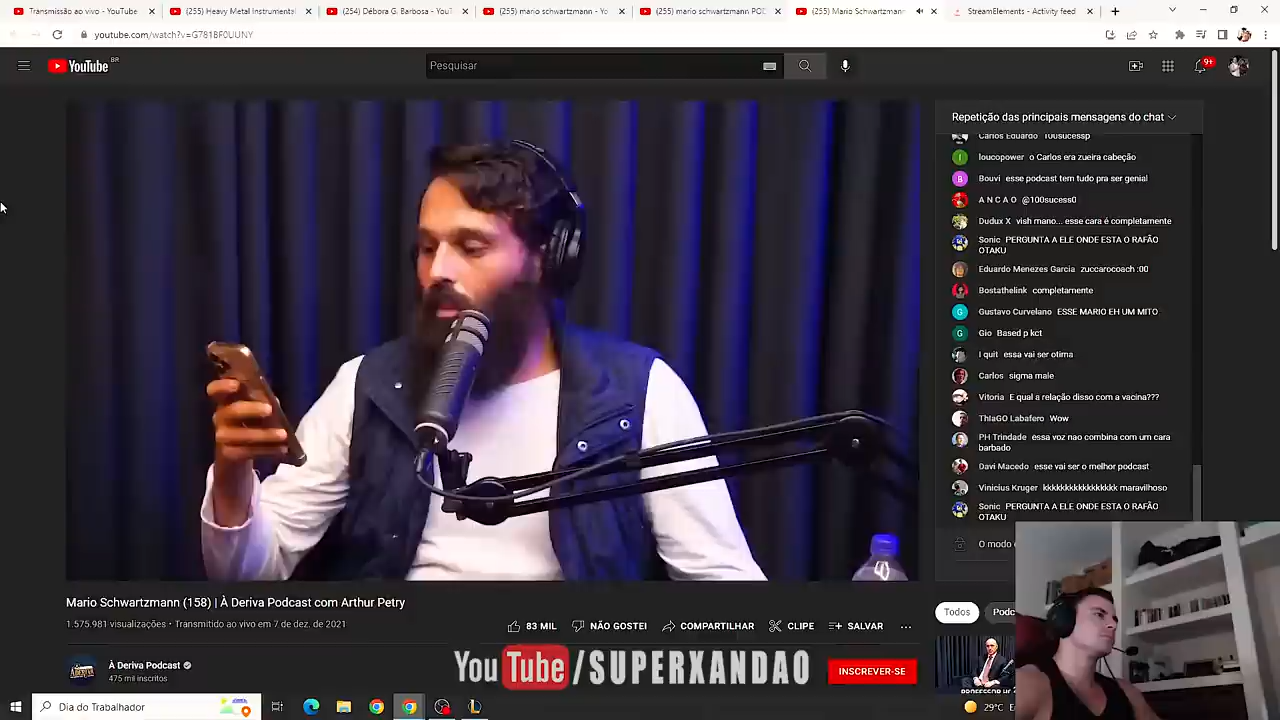 Transmissão ao vivo - YouTube
(255) Heavy Metal Instrumental
(254) Débora G. Barbosa - YouT
(255) mario schwartzmann - Yo
(255) mario schwartzmann POD
(255) Mario Schwartzmann
StreamElements - Activity feed
youtube.com/watch?v=G7818F0UUNY
YouTube BR
Pesquisar
9+
Repetição das principais mensagens do chat
Carlos Eduardo 100sucessp
loucopower o Carlos era zueira cabeção
Bouvi esse podcast tem tudo pra ser genial
A N C A O @100sucess0
Dudux X vish mano... esse cara é completamente
Sonic PERGUNTA A ELE ONDE ESTA O RAFÃO
OTAKU
Eduardo Menezes Garcia zuccarocoach :00
Bostathelink completamente
Gustavo Curvelano ESSE MARIO EH UM MITO
Gio Based p kct
I quit essa vai ser otima
Carlos sigma male
Vitoria E qual a relação disso com a vacina???
ThIaGO Labafero Wow
PH Trindade essa voz nao combina com um cara
barbado
Davi Macedo esse vai ser o melhor podcast
Vinicius Kruger kkkkkkkkkkkkkkkkk maravilhoso
Sonic PERGUNTA A ELE ONDE ESTA O RAFÃO
OTAKU
O modo
Mario Schwartzmann (158) | À Deriva Podcast com Arthur Petry
1.575.981 visualizações • Transmitido ao vivo em 7 de dez. de 2021
83 MIL
NÃO GOSTEI
COMPARTILHAR
CLIPE
SALVAR
Todos
Podc
À Deriva Podcast
475 mil inscritos
YouTube/SUPERXANDAO
INSCREVER-SE
Dia do Trabalhador
29°C